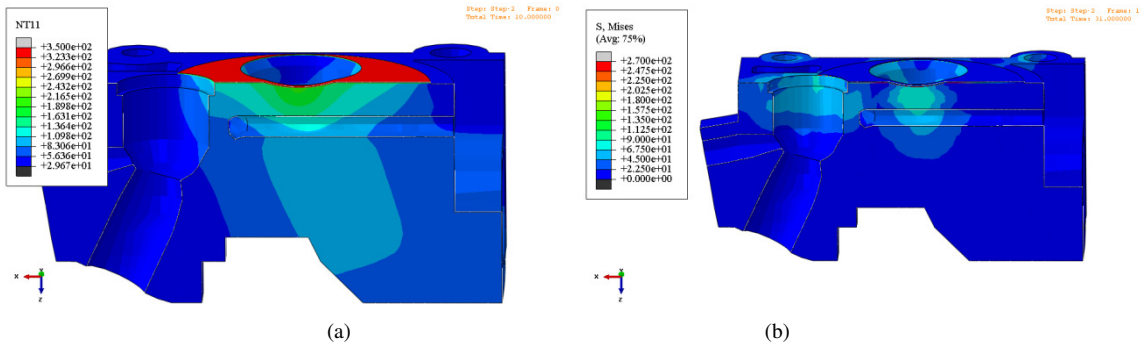 Step: Step-2 Frame: 0
Total Time: 10.000000
NT11
+3.500e+02
+3.233e+02
+2.966e+02
+2.699e+02
+2.432e+02
+2.165e+02
+1.898e+02
+1.631e+02
+1.364e+02
+1.098e+02
+8.306e+01
+5.636e+01
+2.967e+01
X
Y
Z
(a)
Step: Step-2 Frame: 1
Total Time: 31.000000
S, Mises
(Avg: 75%)
+2.700e+02
+2.475e+02
+2.250e+02
+2.025e+02
+1.800e+02
+1.575e+02
+1.350e+02
+1.125e+02
+9.000e+01
+6.750e+01
+4.500e+01
+2.250e+01
+0.000e+00
X
Y
Z
(b)